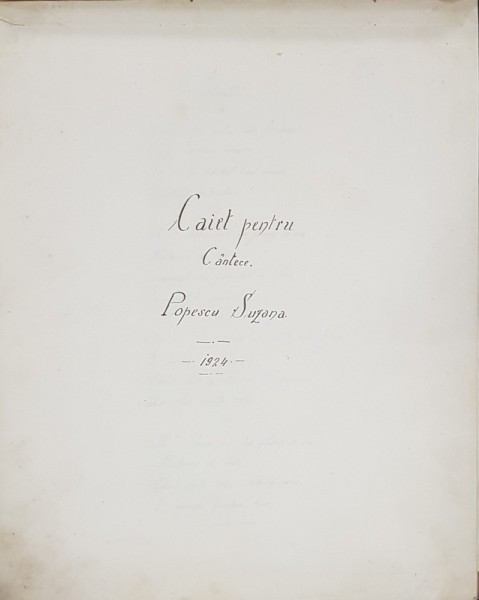 Caiet pentru
Cântece.
Popescu Suzana.
— 1924. —